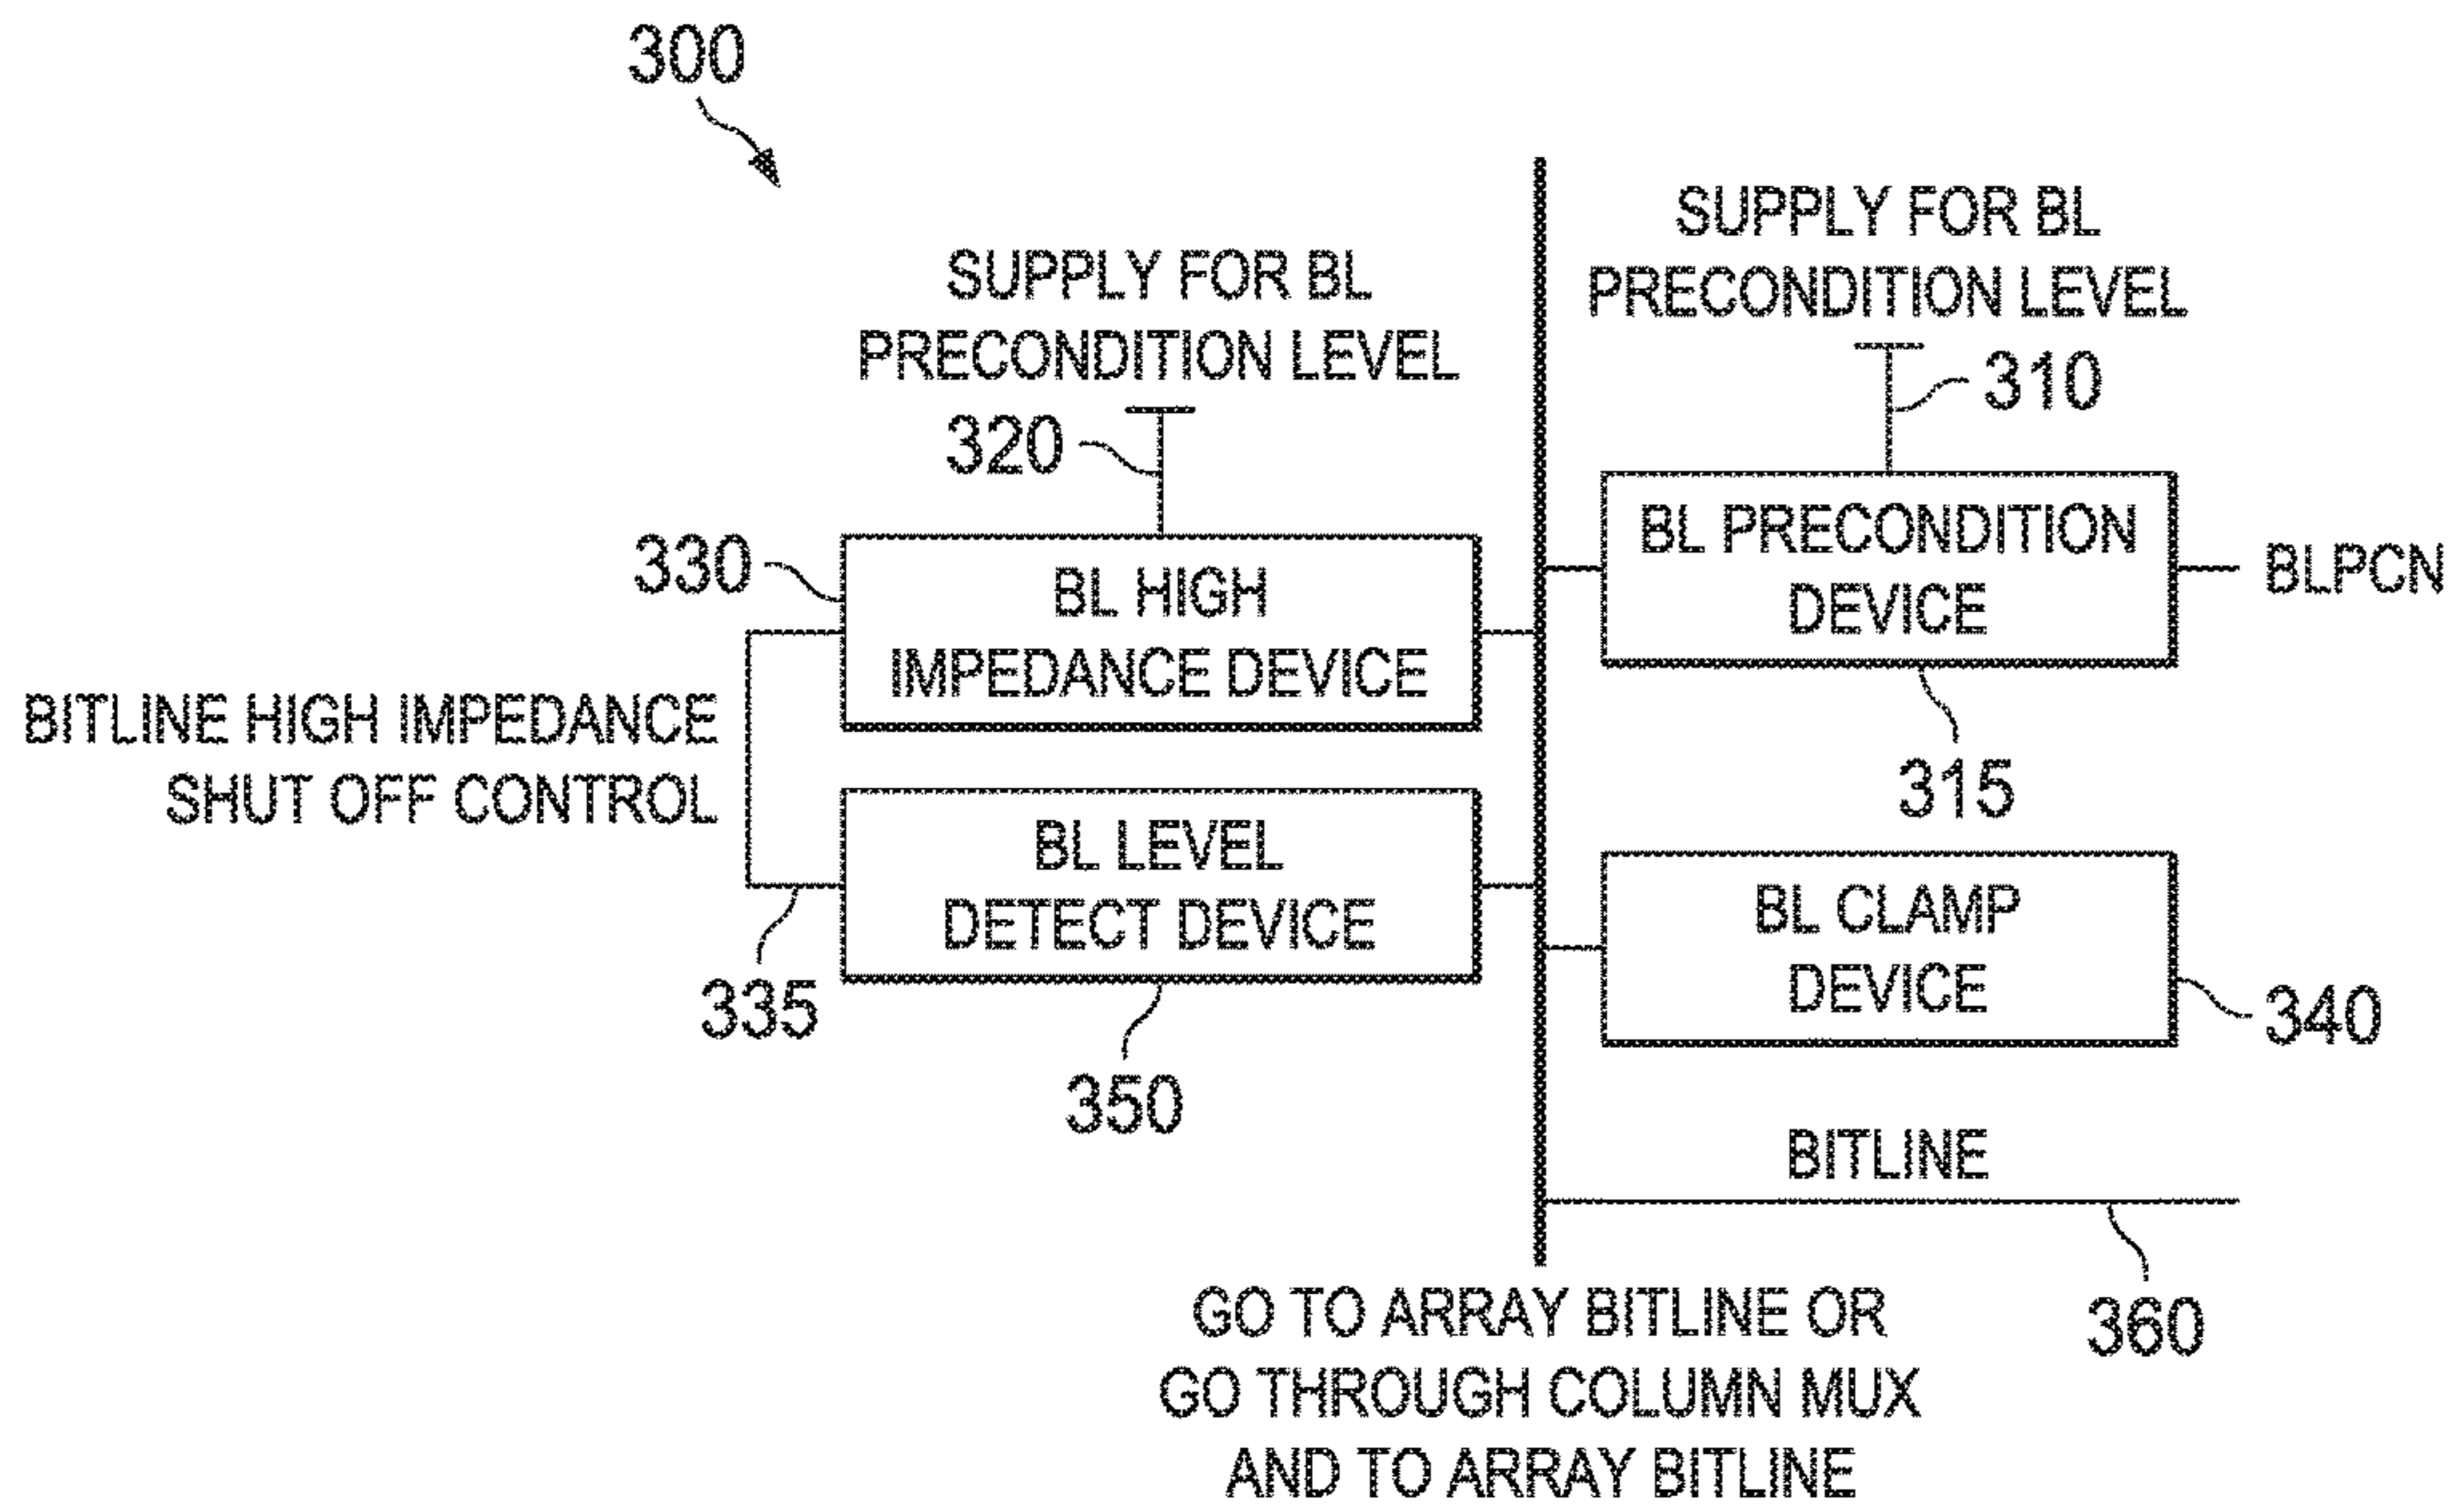 300
SUPPLY FOR BL
PRECONDITION LEVEL
310
SUPPLY FOR BL
PRECONDITION LEVEL
320
330
BL HIGH
IMPEDANCE DEVICE
BL PRECONDITION
DEVICE
BLPCN
315
BITLINE HIGH IMPEDANCE
SHUT OFF CONTROL
BL LEVEL
DETECT DEVICE
335
350
BL CLAMP
DEVICE
340
BITLINE
360
GO TO ARRAY BITLINE OR
GO THROUGH COLUMN MUX
AND TO ARRAY BITLINE